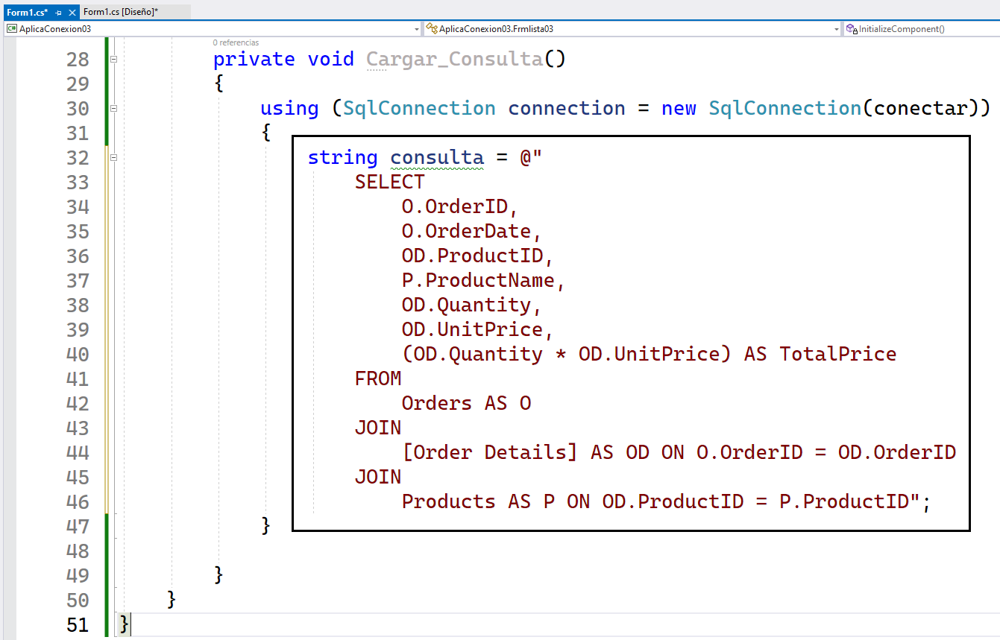 Form1.cs* Form1.cs [Diseño]*
C# AplicaConexion03 AplicaConexion03.Frmlista03 InitializeComponent()
0 referencias
28 private void Cargar_Consulta()
29 {
30 using (SqlConnection connection = new SqlConnection(conectar))
31 {
32 string consulta = @"
33 SELECT
34 O.OrderID,
35 O.OrderDate,
36 OD.ProductID,
37 P.ProductName,
38 OD.Quantity,
39 OD.UnitPrice,
40 (OD.Quantity * OD.UnitPrice) AS TotalPrice
41 FROM
42 Orders AS O
43 JOIN
44 [Order Details] AS OD ON O.OrderID = OD.OrderID
45 JOIN
46 Products AS P ON OD.ProductID = P.ProductID";
47 }
48
49 }
50 }
51 }